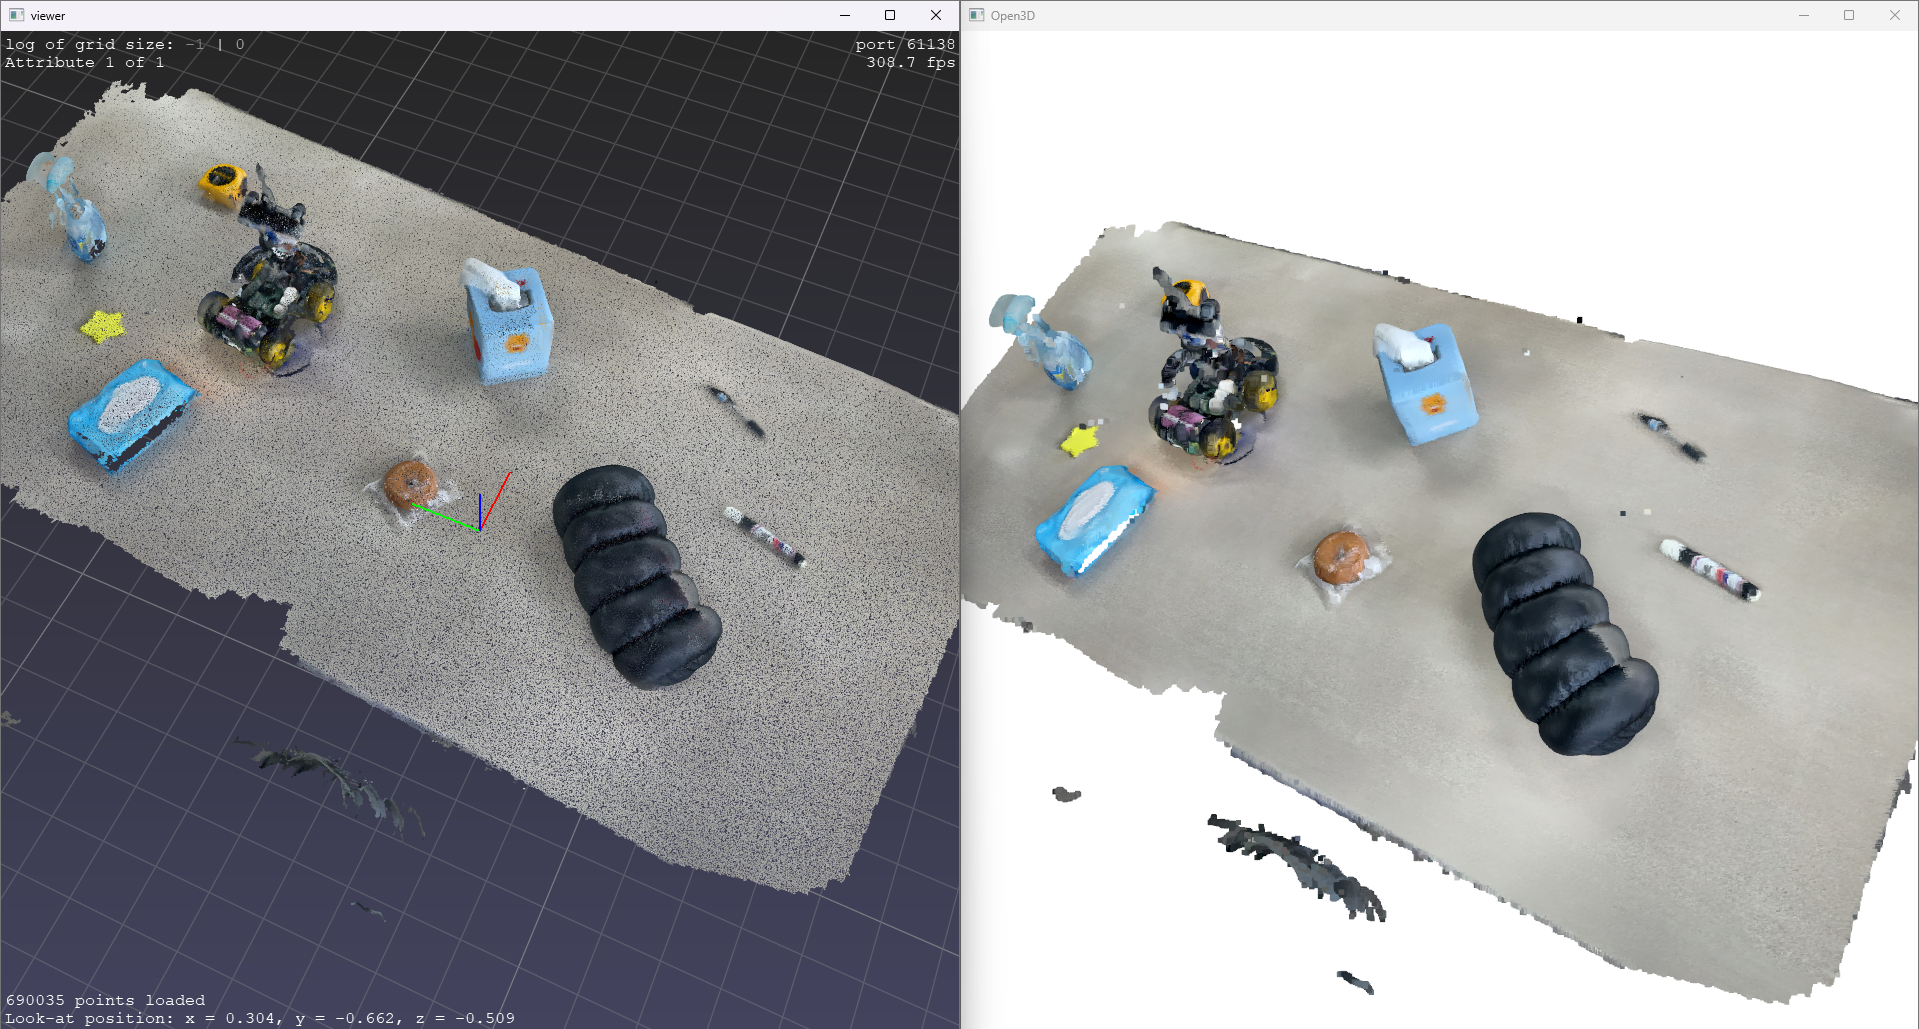 viewer
log of grid size: -1 | 0
Attribute 1 of 1
port 61138
308.7 fps
690035 points loaded
Look-at position: x = 0.304, y = -0.662, z = -0.509
Open3D